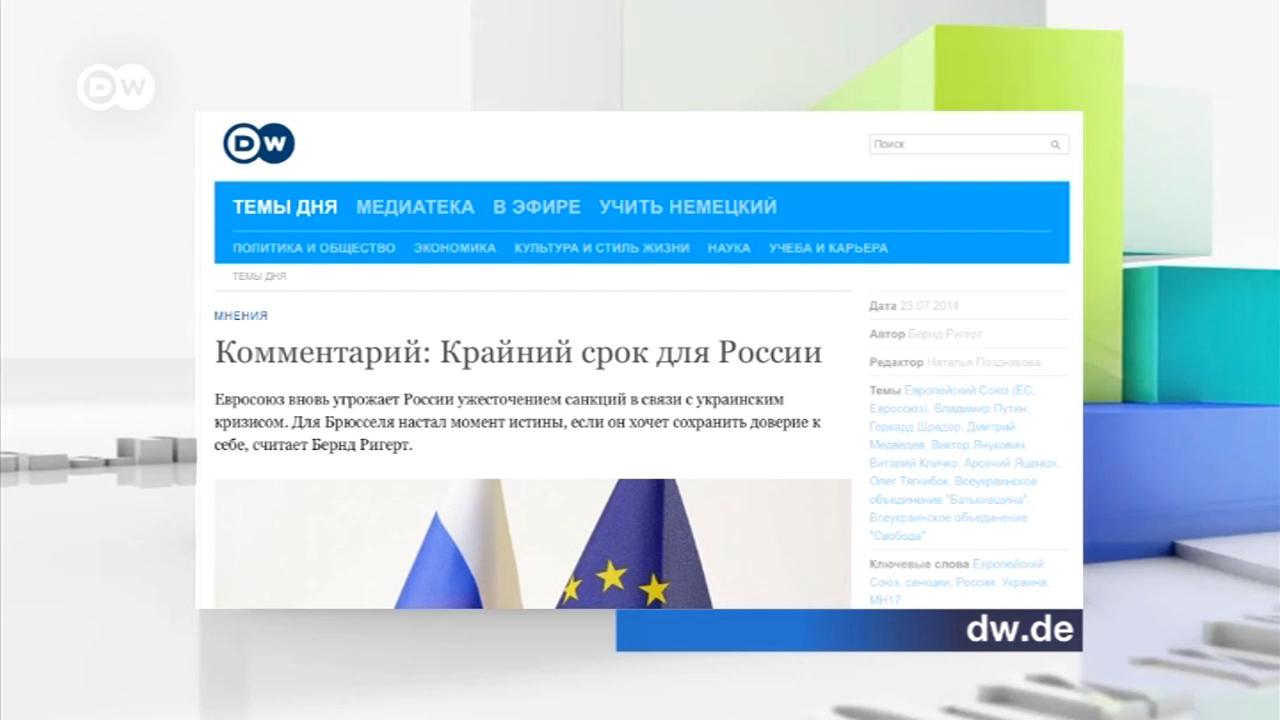 DW
DW
Поиск
ТЕМЫ ДНЯ МЕДИАТЕКА В ЭФИРЕ УЧИТЬ НЕМЕЦКИЙ
ПОЛИТИКА И ОБЩЕСТВО ЭКОНОМИКА КУЛЬТУРА И СТИЛЬ ЖИЗНИ НАУКА УЧЕБА И КАРЬЕРА
ТЕМЫ ДНЯ
МНЕНИЯ
Комментарий: Крайний срок для России
Евросоюз вновь угрожает России ужесточением санкций в связи с украинским
кризисом. Для Брюсселя настал момент истины, если он хочет сохранить доверие к
себе, считает Бернд Ригерт.
Дата 23.07.2014
Автор Бернд Ригерт
Редактор Наталья Позднякова
Темы Европейский Союз (ЕС,
Евросоюз), Владимир Путин,
Герхард Шредер, Дмитрий
Медведев, Виктор Янукович,
Виталий Кличко, Арсений Яценюк,
Олег Тягнибок, Всеукраинское
объединение "Батькившина",
Всеукраинское объединение
"Свобода"
Ключевые слова Европейский
Союз, санкции, Россия, Украина,
МН17
dw.de